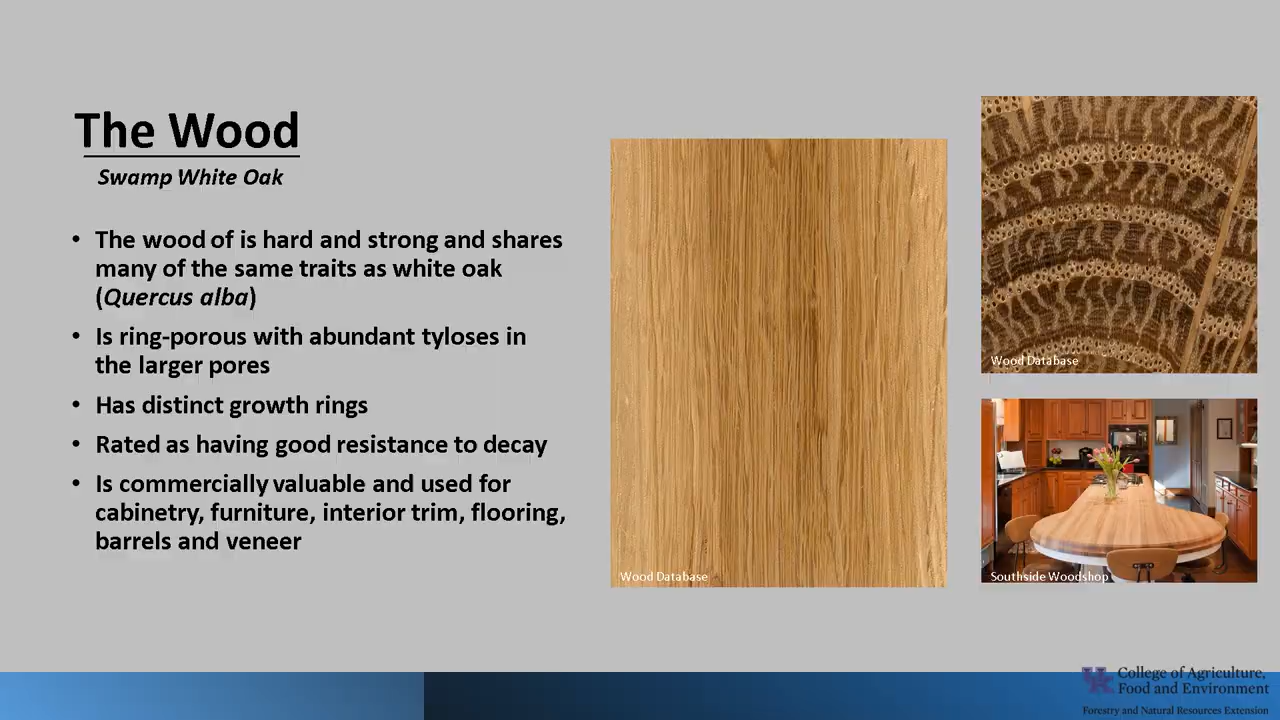 The Wood
Swamp White Oak
• The wood of is hard and strong and shares
many of the same traits as white oak
(Quercus alba)
• Is ring-porous with abundant tyloses in
the larger pores
• Has distinct growth rings
• Rated as having good resistance to decay
• Is commercially valuable and used for
cabinetry, furniture, interior trim, flooring,
barrels and veneer
Wood Database
Wood Database
Southside Woodshop
UK
College of Agriculture,
Food and Environment
Forestry and Natural Resources Extension